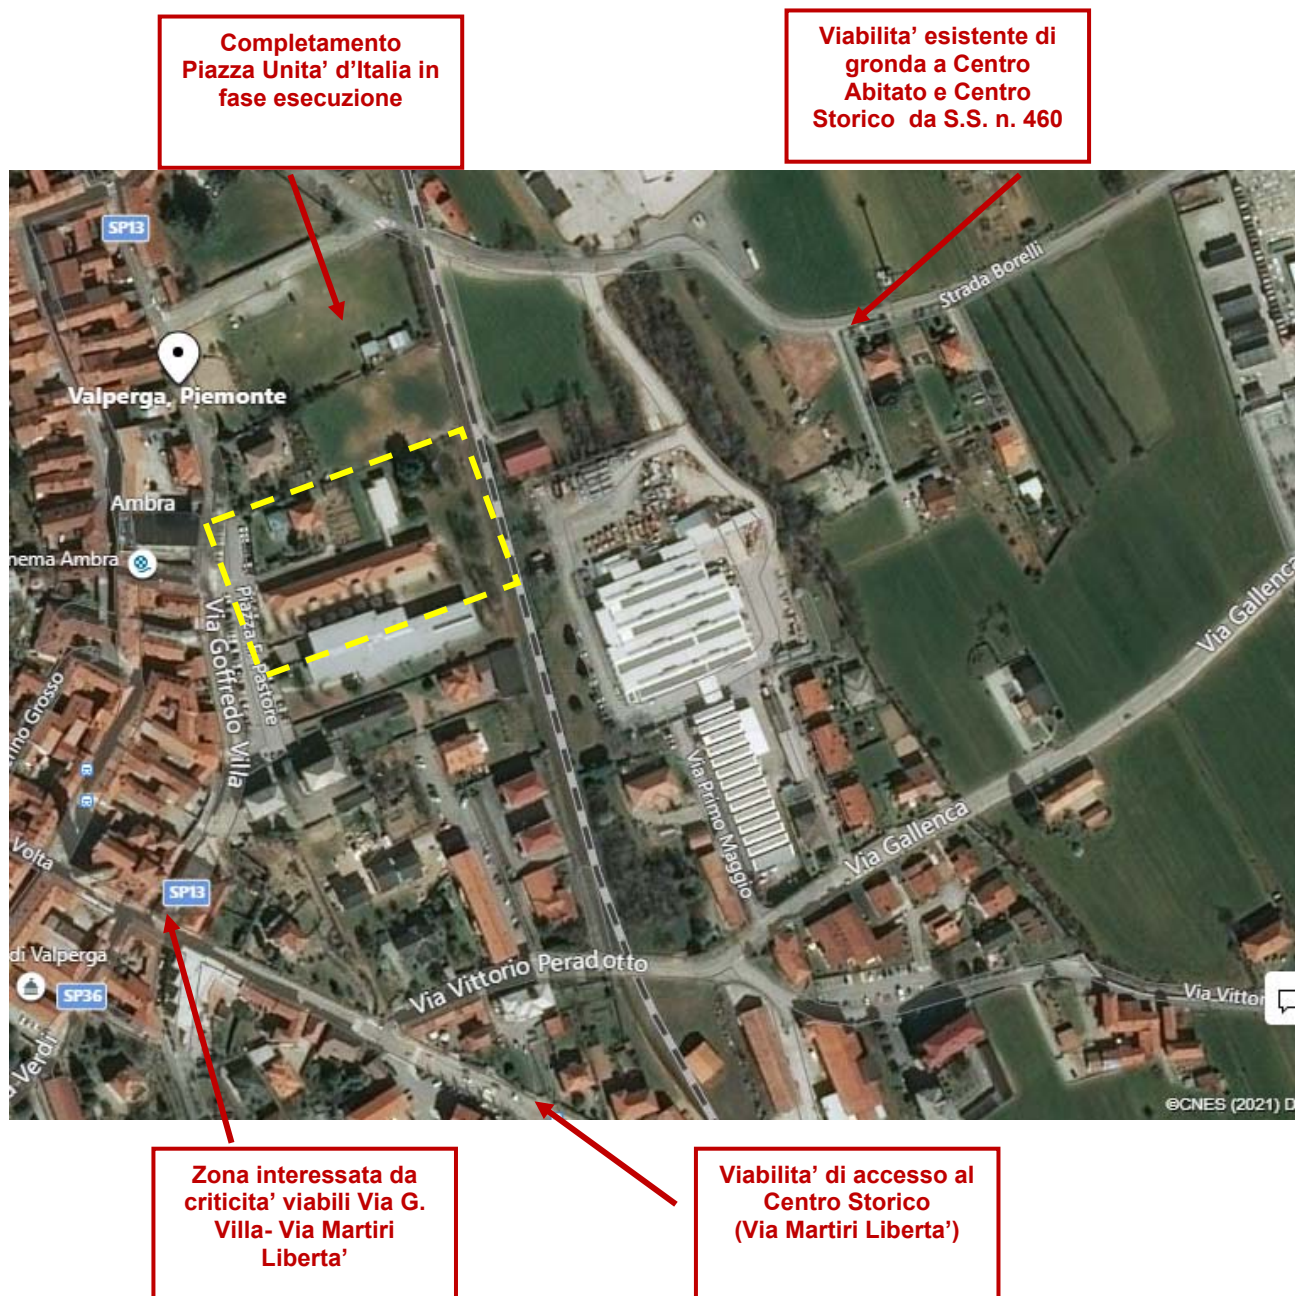 Completamento
Piazza Unita’ d’Italia in
fase esecuzione
Viabilita’ esistente di
gronda a Centro
Abitato e Centro
Storico da S.S. n. 460
SP13
Strada Borelli
Valperga, Piemonte
Ambra
nema Ambra
Piazza F. Pastore
Via Goffredo Villa
ino Grosso
Via Gallenca
Via Primo Maggio
Via Gallenca
Volta
SP13
di Valperga
SP36
Via Vittorio Peradotto
Via Vittor
a Verdi
©CNES (2021) D
Zona interessata da
criticita’ viabili Via G.
Villa- Via Martiri
Liberta’
Viabilita’ di accesso al
Centro Storico
(Via Martiri Liberta’)